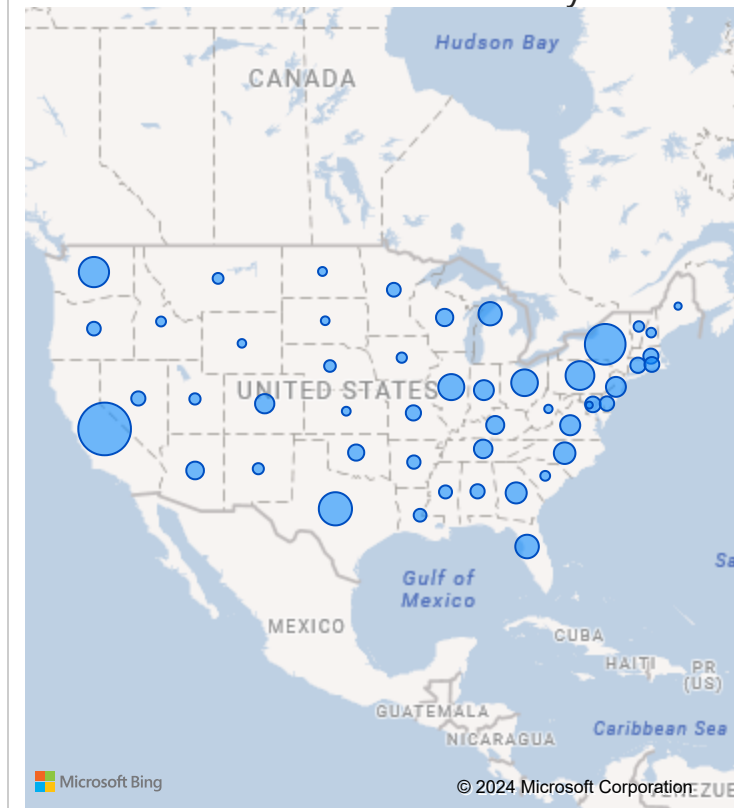 Hudson Bay
CANADA
UNITED STATES
Gulf of
Mexico
MEXICO
CUBA
HAITI
PR
(US)
GUATEMALA
NICARAGUA
Caribbean Sea
Microsoft Bing
© 2024 Microsoft Corporation